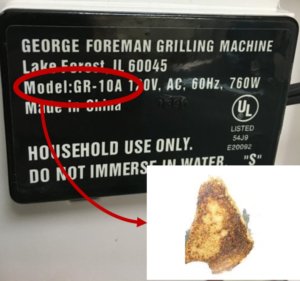 GEORGE FOREMAN GRILLING MACHINE
Lake Forest, IL 60045
Model:GR-10A 120V, AC, 60Hz, 760W
Made in China
UL
LISTED
54J9
E20092
HOUSEHOLD USE ONLY.
DO NOT IMMERSE IN WATER. "S"